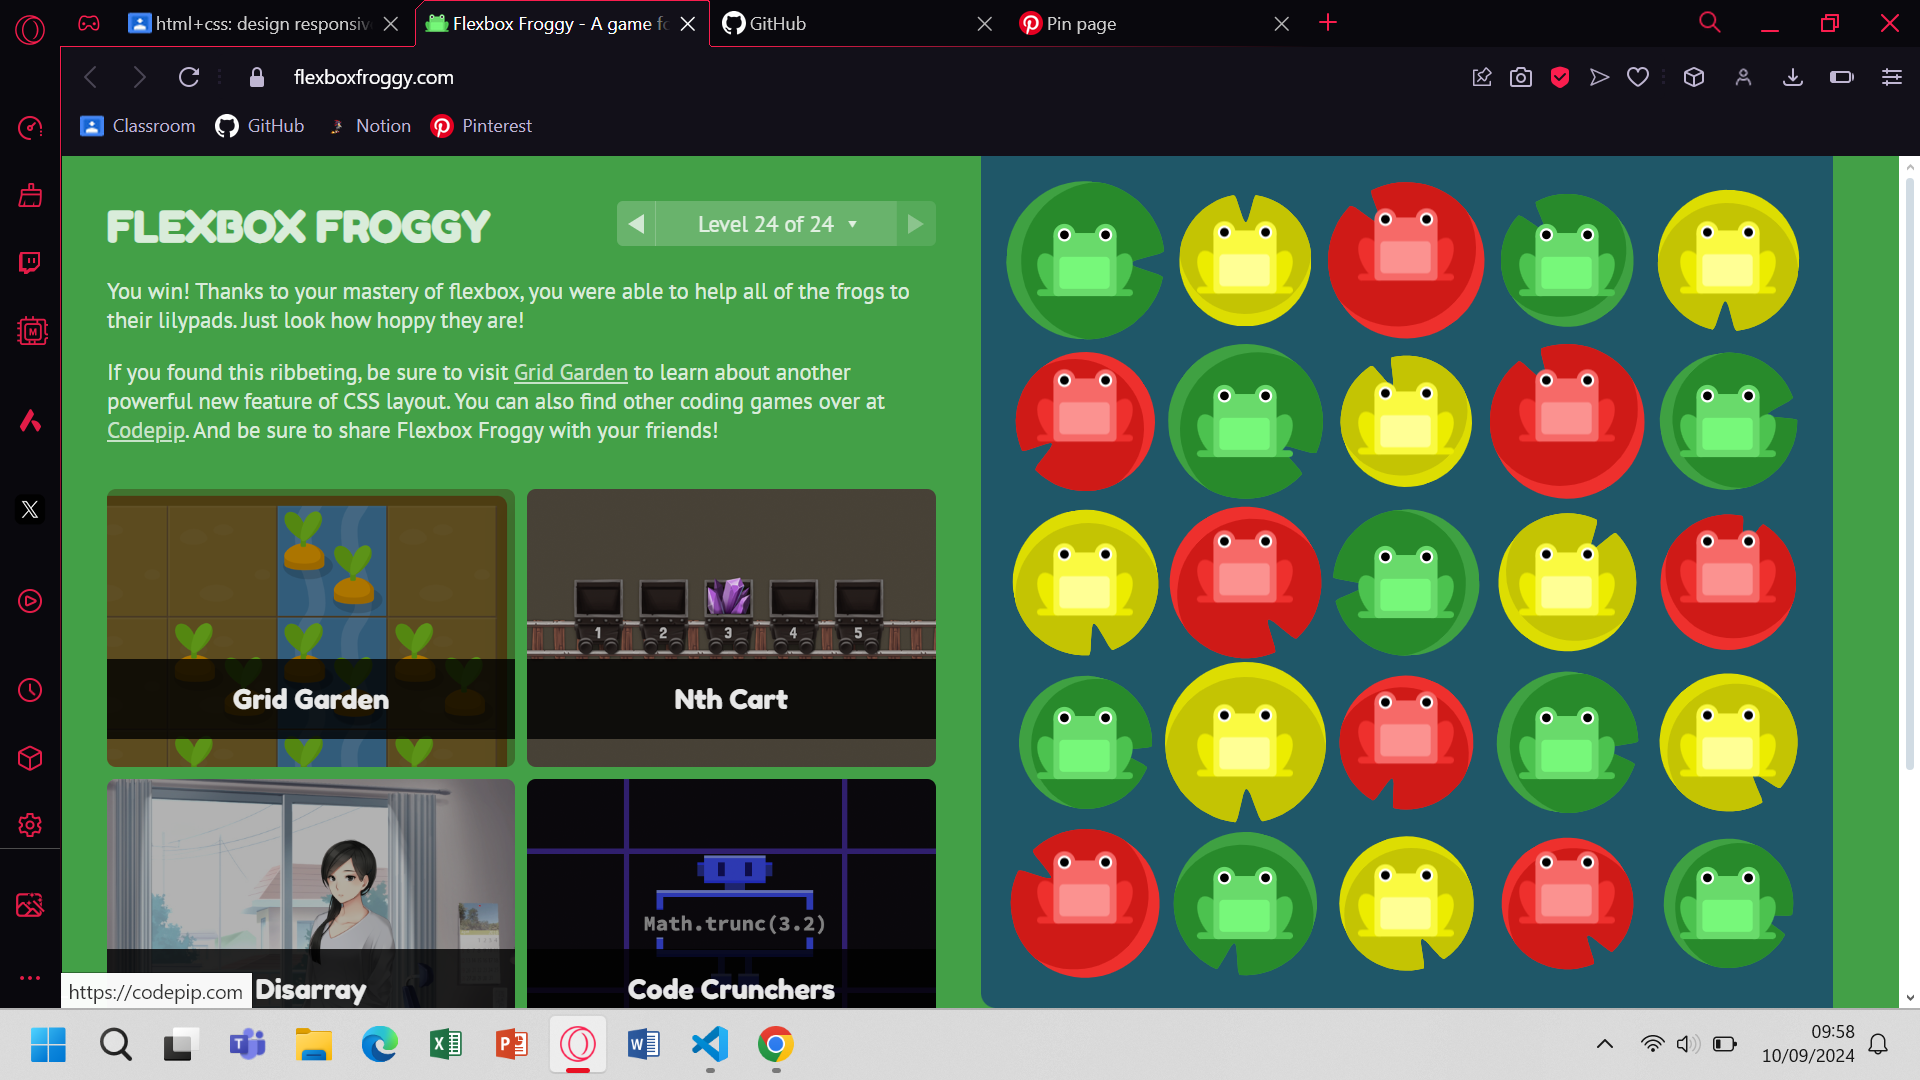 html+css: design responsive
Flexbox Froggy - A game fo
GitHub
Pin page
flexboxfroggy.com
Classroom
GitHub
Notion
Pinterest
FLEXBOX FROGGY
Level 24 of 24
You win! Thanks to your mastery of flexbox, you were able to help all of the frogs to
their lilypads. Just look how hoppy they are!
If you found this ribbeting, be sure to visit Grid Garden to learn about another
powerful new feature of CSS layout. You can also find other coding games over at
Codepip. And be sure to share Flexbox Froggy with your friends!
1 2 3 4 5
Grid Garden
Nth Cart
Math.trunc(3.2)
Disarray
Code Crunchers
https://codepip.com
09:58
10/09/2024